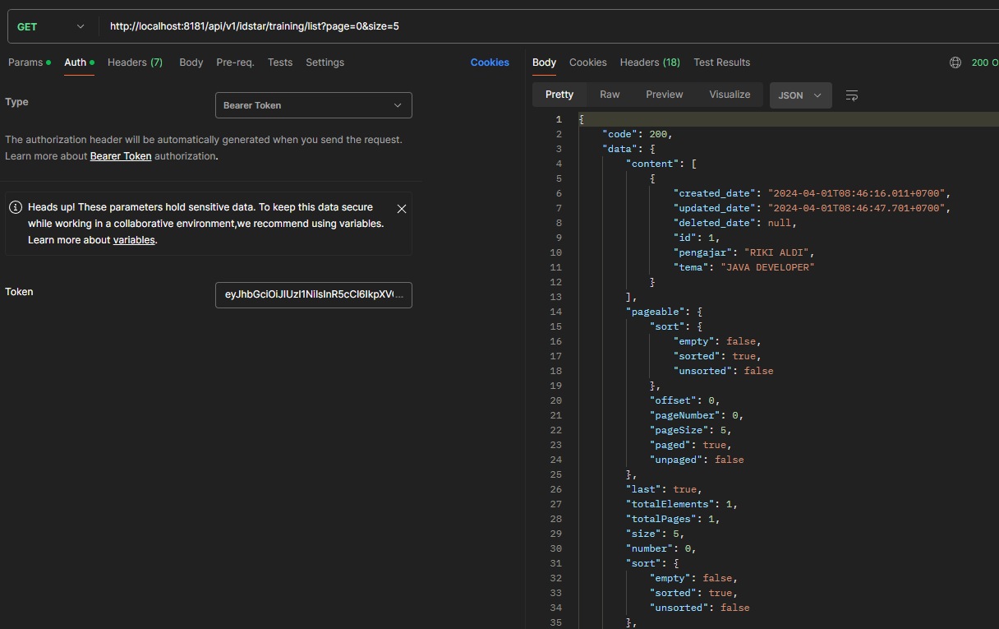 GET
http://localhost:8181/api/v1/idstar/training/list?page=0&size=5
Params Auth Headers (7) Body Pre-req. Tests Settings Cookies
Type
Bearer Token
The authorization header will be automatically generated when you send the request.
Learn more about Bearer Token authorization.
Heads up! These parameters hold sensitive data. To keep this data secure
while working in a collaborative environment,we recommend using variables.
Learn more about variables.
Token
Body Cookies Headers (18) Test Results 200 O
Pretty Raw Preview Visualize JSON
1 {
2 "code": 200,
3 "data": {
4 "content": [
5 {
6 "created_date": "2024-04-01T08:46:16.011+0700",
7 "updated_date": "2024-04-01T08:46:47.701+0700",
8 "deleted_date": null,
9 "id": 1,
10 "pengajar": "RIKI ALDI",
11 "tema": "JAVA DEVELOPER"
12 }
13 ],
14 "pageable": {
15 "sort": {
16 "empty": false,
17 "sorted": true,
18 "unsorted": false
19 },
20 "offset": 0,
21 "pageNumber": 0,
22 "pageSize": 5,
23 "paged": true,
24 "unpaged": false
25 },
26 "last": true,
27 "totalElements": 1,
28 "totalPages": 1,
29 "size": 5,
30 "number": 0,
31 "sort": {
32 "empty": false,
33 "sorted": true,
34 "unsorted": false
35 },